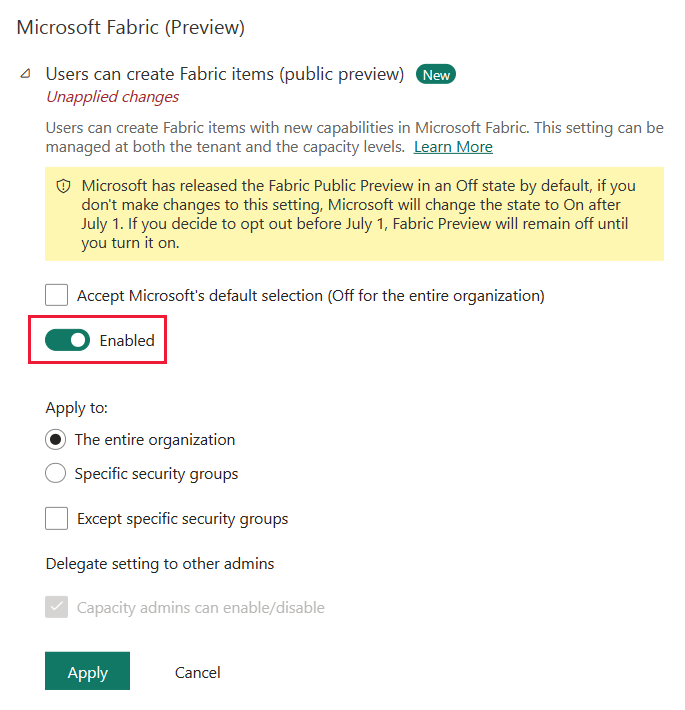 Microsoft Fabric (Preview)
Users can create Fabric items (public preview) New
Unapplied changes
Users can create Fabric items with new capabilities in Microsoft Fabric. This setting can be
managed at both the tenant and the capacity levels. Learn More
Microsoft has released the Fabric Public Preview in an Off state by default, if you
don't make changes to this setting, Microsoft will change the state to On after
July 1. If you decide to opt out before July 1, Fabric Preview will remain off until
you turn it on.
Accept Microsoft's default selection (Off for the entire organization)
Enabled
Apply to:
The entire organization
Specific security groups
Except specific security groups
Delegate setting to other admins
Capacity admins can enable/disable
Apply Cancel